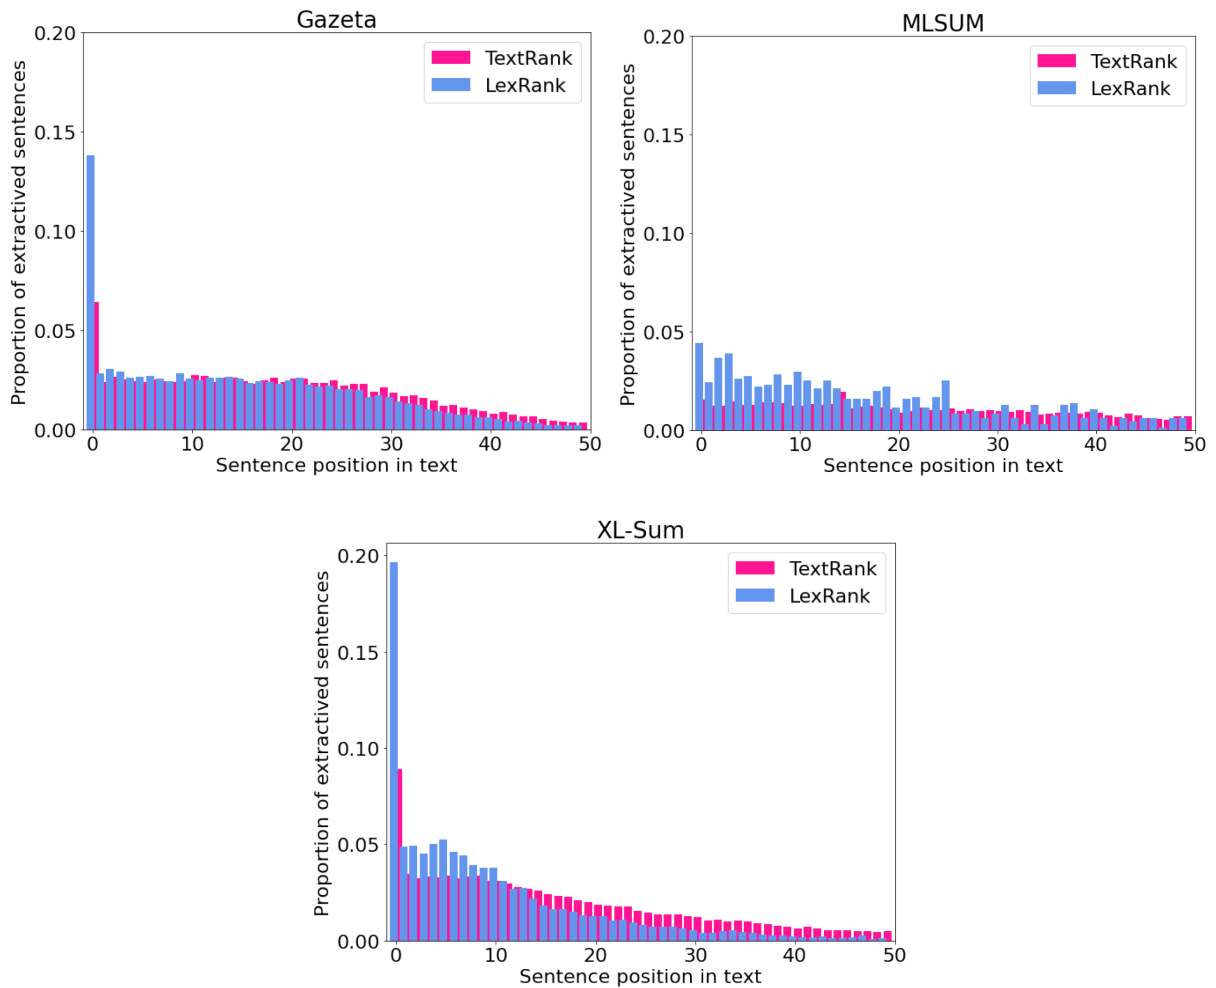 Gazeta
0.20
0.15
0.10
0.05
0.00
Proportion of extractived sentences
TextRank
LexRank
0 10 20 30 40 50
Sentence position in text
MLSUM
0.20
0.15
0.10
0.05
0.00
Proportion of extractived sentences
TextRank
LexRank
0 10 20 30 40 50
Sentence position in text
XL-Sum
0.20
0.15
0.10
0.05
0.00
Proportion of extractived sentences
TextRank
LexRank
0 10 20 30 40 50
Sentence position in text